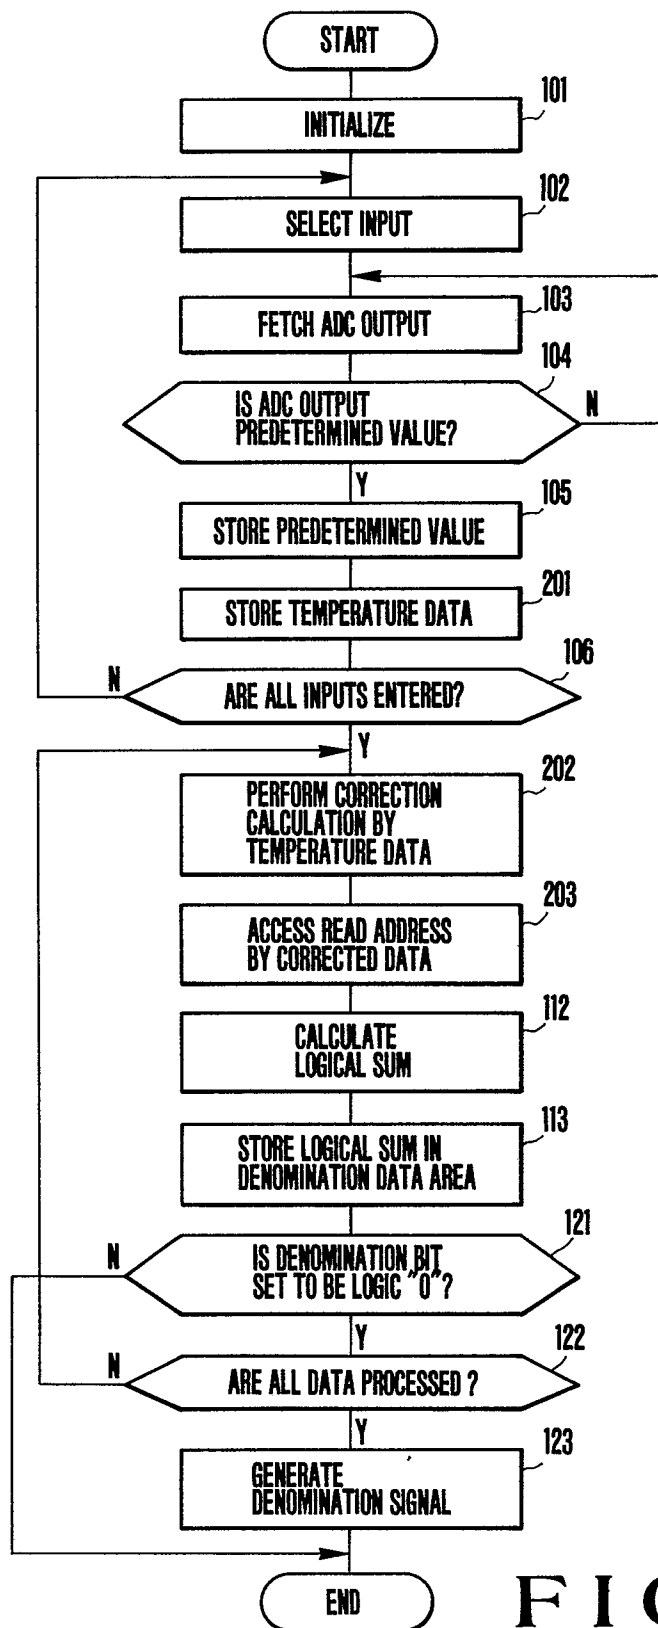 START
101
INITIALIZE
102
SELECT INPUT
103
FETCH ADC OUTPUT
104
IS ADC OUTPUT
PREDETERMINED VALUE?
N
Y
105
STORE PREDETERMINED VALUE
201
STORE TEMPERATURE DATA
106
N
ARE ALL INPUTS ENTERED?
Y
202
PERFORM CORRECTION
CALCULATION BY
TEMPERATURE DATA
203
ACCESS READ ADDRESS
BY CORRECTED DATA
112
CALCULATE
LOGICAL SUM
113
STORE LOGICAL SUM IN
DENOMINATION DATA AREA
121
N
IS DENOMINATION BIT
SET TO BE LOGIC "0"?
Y
122
N
ARE ALL DATA PROCESSED ?
Y
123
GENERATE
DENOMINATION SIGNAL
END